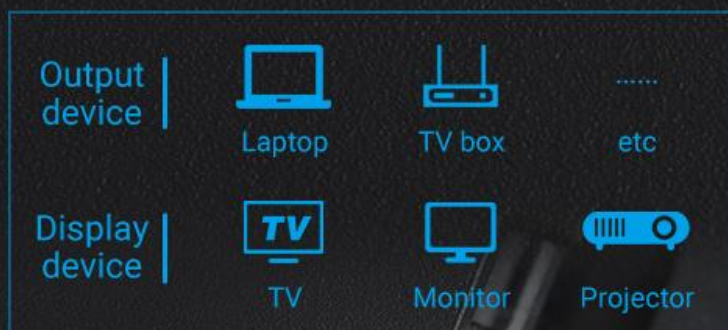 Output
device
......
Laptop
TV box
etc
Display
device
TV
TV
Monitor
Projector